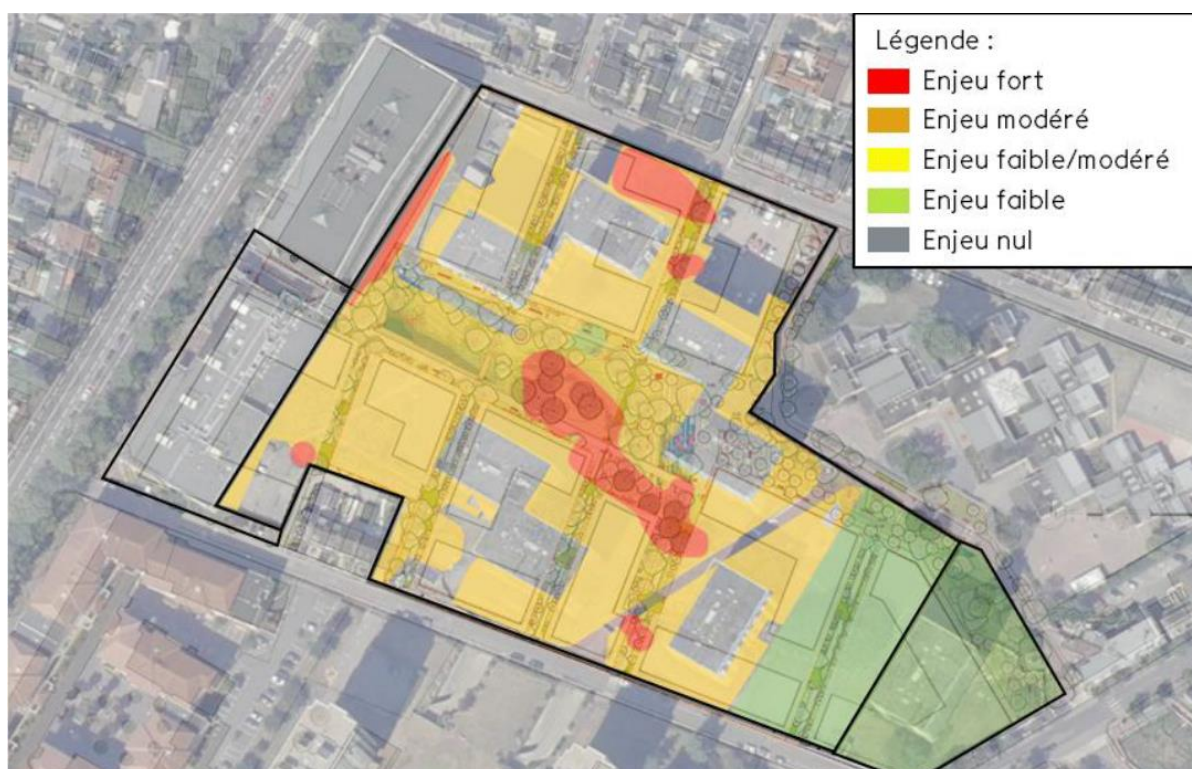 Légende :
Enjeu fort
Enjeu modéré
Enjeu faible/modéré
Enjeu faible
Enjeu nul